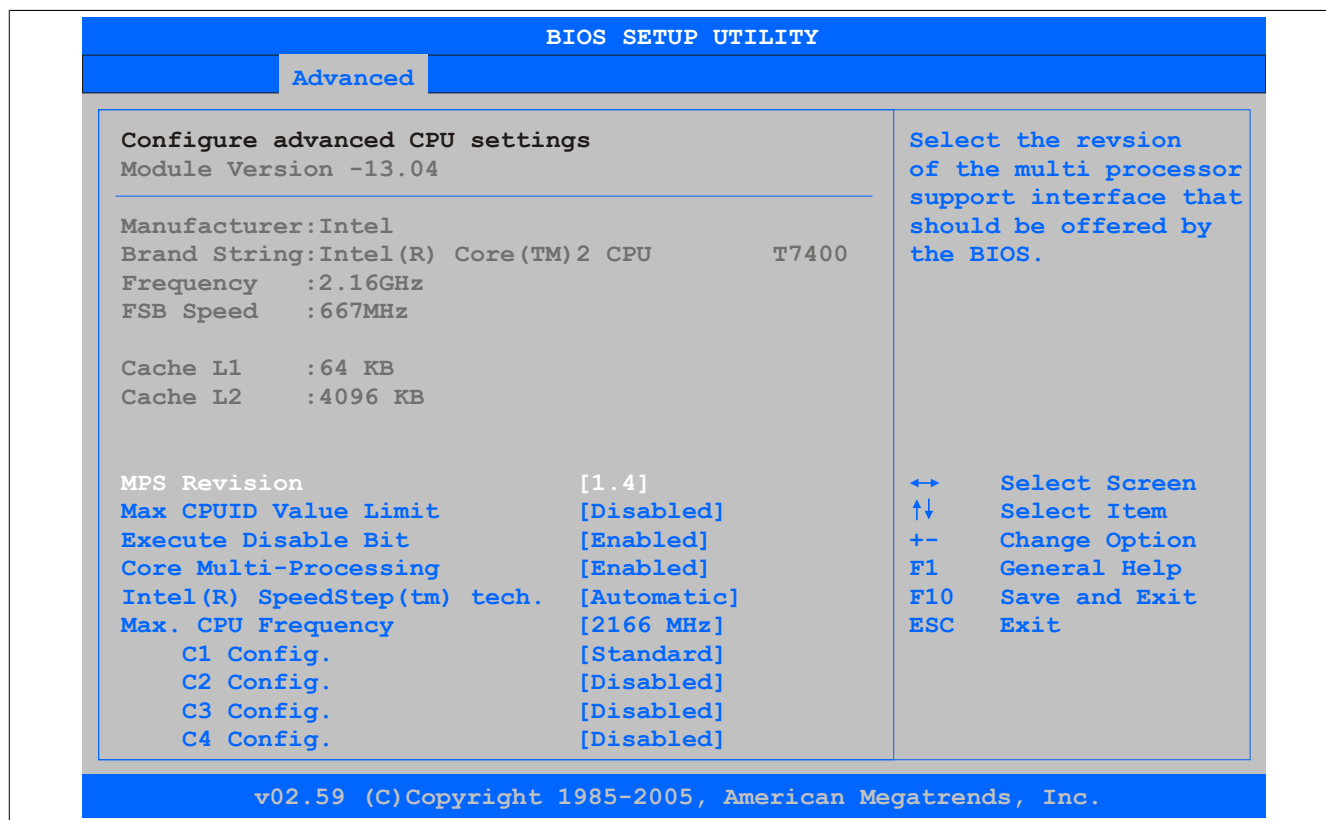 BIOS SETUP UTILITY
Advanced
Configure advanced CPU settings
Module Version -13.04
Manufacturer:Intel
Brand String:Intel(R) Core(TM)2 CPU T7400
Frequency :2.16GHz
FSB Speed :667MHz
Cache L1 :64 KB
Cache L2 :4096 KB
MPS Revision [1.4]
Max CPUID Value Limit [Disabled]
Execute Disable Bit [Enabled]
Core Multi-Processing [Enabled]
Intel(R) SpeedStep(tm) tech. [Automatic]
Max. CPU Frequency [2166 MHz]
C1 Config. [Standard]
C2 Config. [Disabled]
C3 Config. [Disabled]
C4 Config. [Disabled]
Select the revsion
of the multi processor
support interface that
should be offered by
the BIOS.
↔ Select Screen
↑↓ Select Item
+- Change Option
F1 General Help
F10 Save and Exit
ESC Exit
v02.59 (C)Copyright 1985-2005, American Megatrends, Inc.